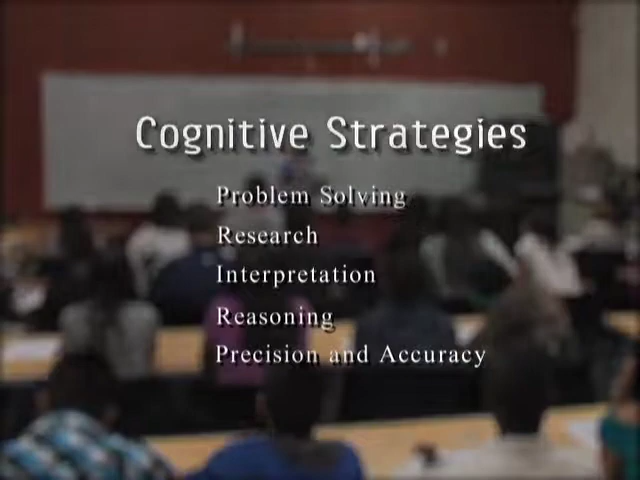 Cognitive Strategies
Problem Solving
Research
Interpretation
Reasoning
Precision and Accuracy